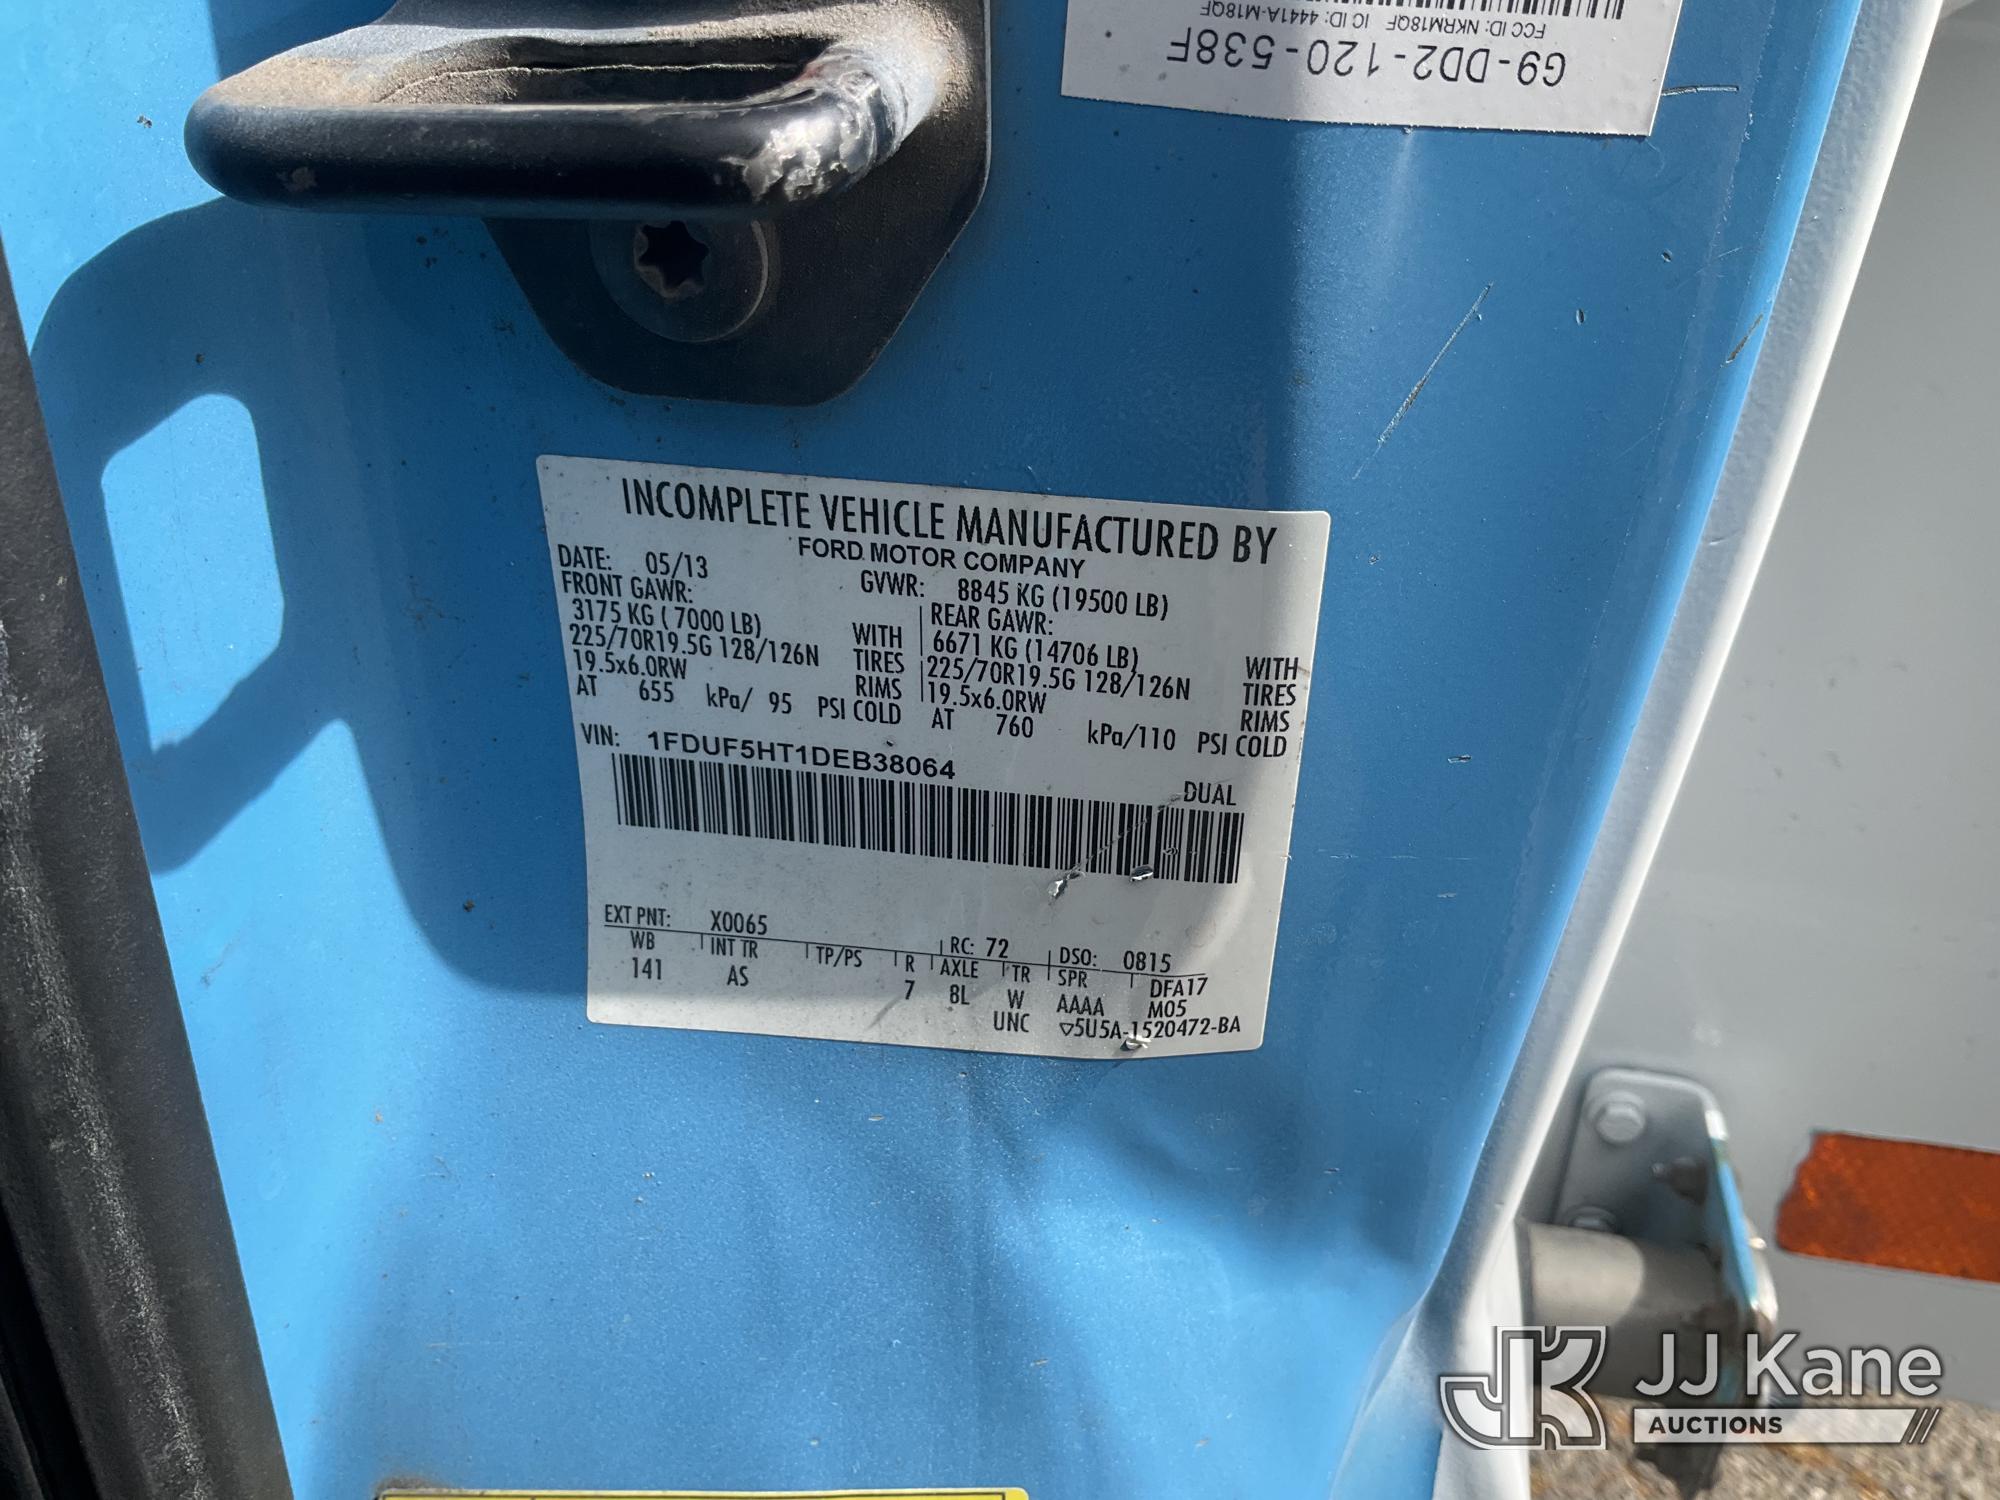 FCC ID: NKRM18QF IC ID: 4441A-M18QF
G9-DD2-120-538F
INCOMPLETE VEHICLE MANUFACTURED BY
FORD MOTOR COMPANY
DATE: 05/13 GVWR: 8845 KG (19500 LB)
FRONT GAWR: REAR GAWR:
3175 KG ( 7000 LB) WITH 6671 KG (14706 LB) WITH
225/70R19.5G 128/126N TIRES 225/70R19.5G 128/126N TIRES
19.5x6.0RW RIMS 19.5x6.0RW RIMS
AT 655 kPa/ 95 PSI COLD AT 760 kPa/110 PSI COLD
VIN: 1FDUF5HT1DEB38064
DUAL
EXT PNT: X0065 RC: 72 DSO: 0815
WB INT TR TP/PS R AXLE TR SPR DFA17
141 AS 7 8L W AAAA M05
UNC ▽5U5A-1520472-BA
JK JJ Kane
AUCTIONS